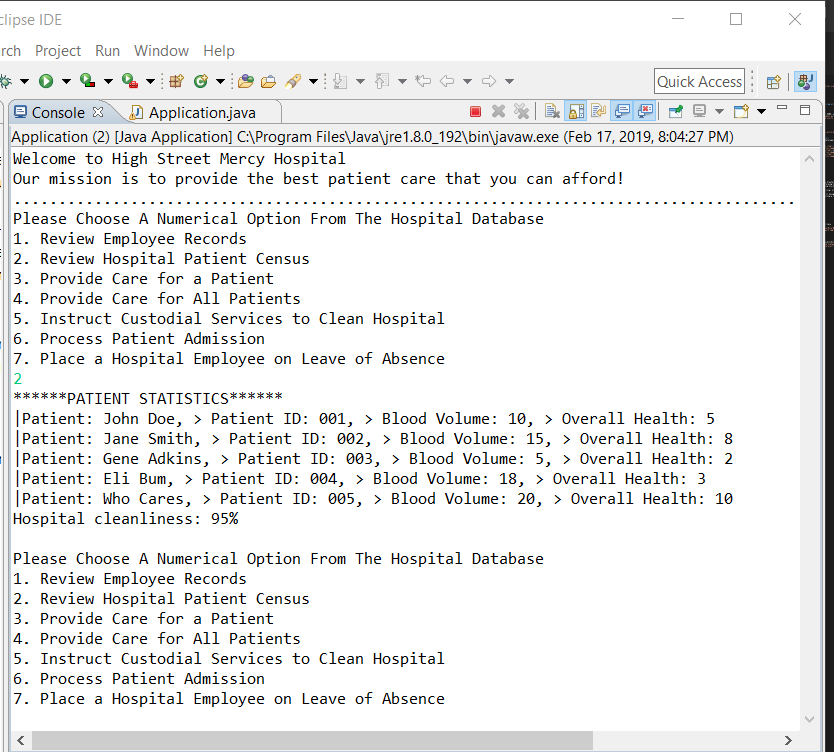 clipse IDE
rch Project Run Window Help
Quick Access
Console Application.java
Application (2) [Java Application] C:\Program Files\Java\jre1.8.0_192\bin\javaw.exe (Feb 17, 2019, 8:04:27 PM)
Welcome to High Street Mercy Hospital
Our mission is to provide the best patient care that you can afford!
.......................................................................................
Please Choose A Numerical Option From The Hospital Database
1. Review Employee Records
2. Review Hospital Patient Census
3. Provide Care for a Patient
4. Provide Care for All Patients
5. Instruct Custodial Services to Clean Hospital
6. Process Patient Admission
7. Place a Hospital Employee on Leave of Absence
2
******PATIENT STATISTICS******
|Patient: John Doe, > Patient ID: 001, > Blood Volume: 10, > Overall Health: 5
|Patient: Jane Smith, > Patient ID: 002, > Blood Volume: 15, > Overall Health: 8
|Patient: Gene Adkins, > Patient ID: 003, > Blood Volume: 5, > Overall Health: 2
|Patient: Eli Bum, > Patient ID: 004, > Blood Volume: 18, > Overall Health: 3
|Patient: Who Cares, > Patient ID: 005, > Blood Volume: 20, > Overall Health: 10
Hospital cleanliness: 95%
Please Choose A Numerical Option From The Hospital Database
1. Review Employee Records
2. Review Hospital Patient Census
3. Provide Care for a Patient
4. Provide Care for All Patients
5. Instruct Custodial Services to Clean Hospital
6. Process Patient Admission
7. Place a Hospital Employee on Leave of Absence